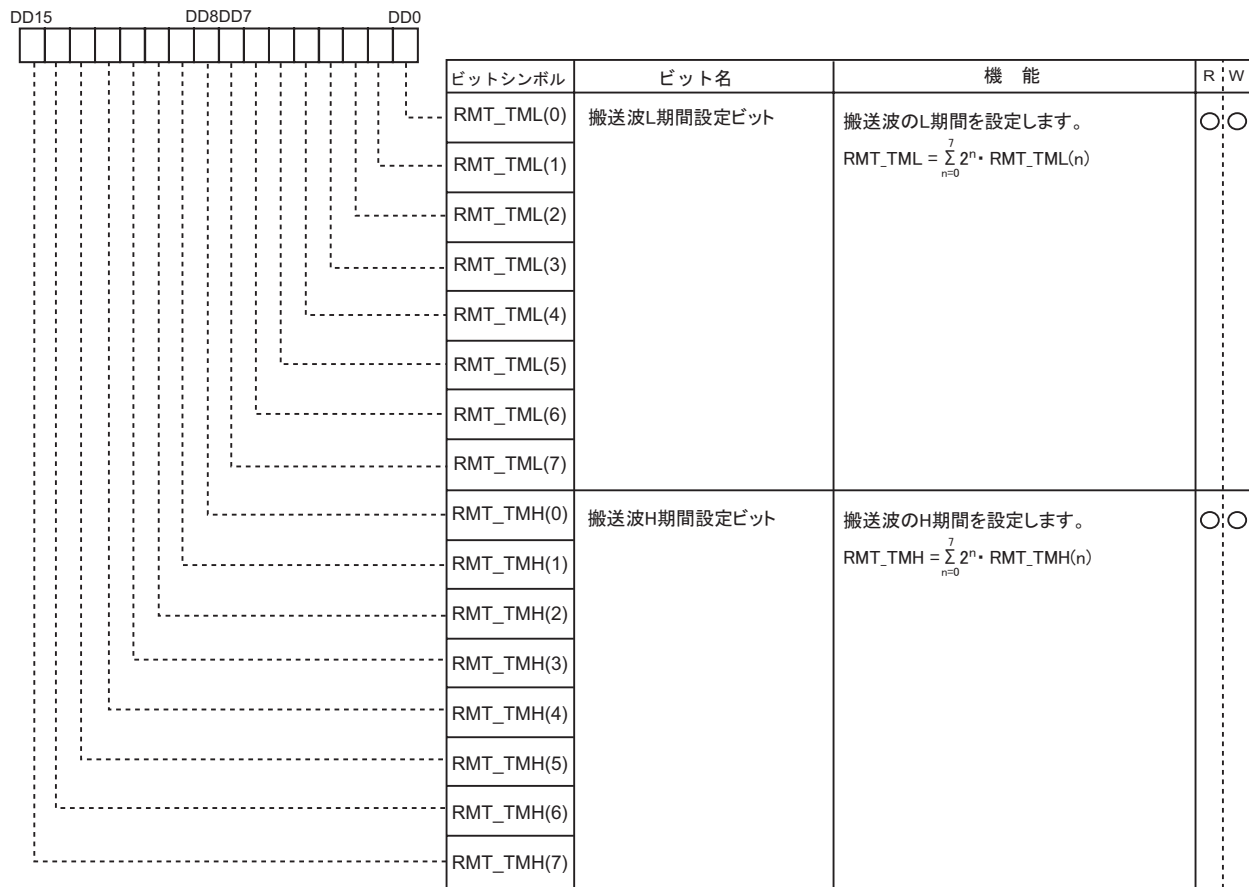 DD15 DD8DD7 DD0
ビットシンボル ビット名 機 能 R W
RMT_TML(0) 搬送波L期間設定ビット 搬送波のL期間を設定します。 ○ ○
RMT_TML(1) RMT_TML = Σ(n=0→7) 2ⁿ・ RMT_TML(n)
RMT_TML(2)
RMT_TML(3)
RMT_TML(4)
RMT_TML(5)
RMT_TML(6)
RMT_TML(7)
RMT_TMH(0) 搬送波H期間設定ビット 搬送波のH期間を設定します。 ○ ○
RMT_TMH(1) RMT_TMH = Σ(n=0→7) 2ⁿ・ RMT_TMH(n)
RMT_TMH(2)
RMT_TMH(3)
RMT_TMH(4)
RMT_TMH(5)
RMT_TMH(6)
RMT_TMH(7)